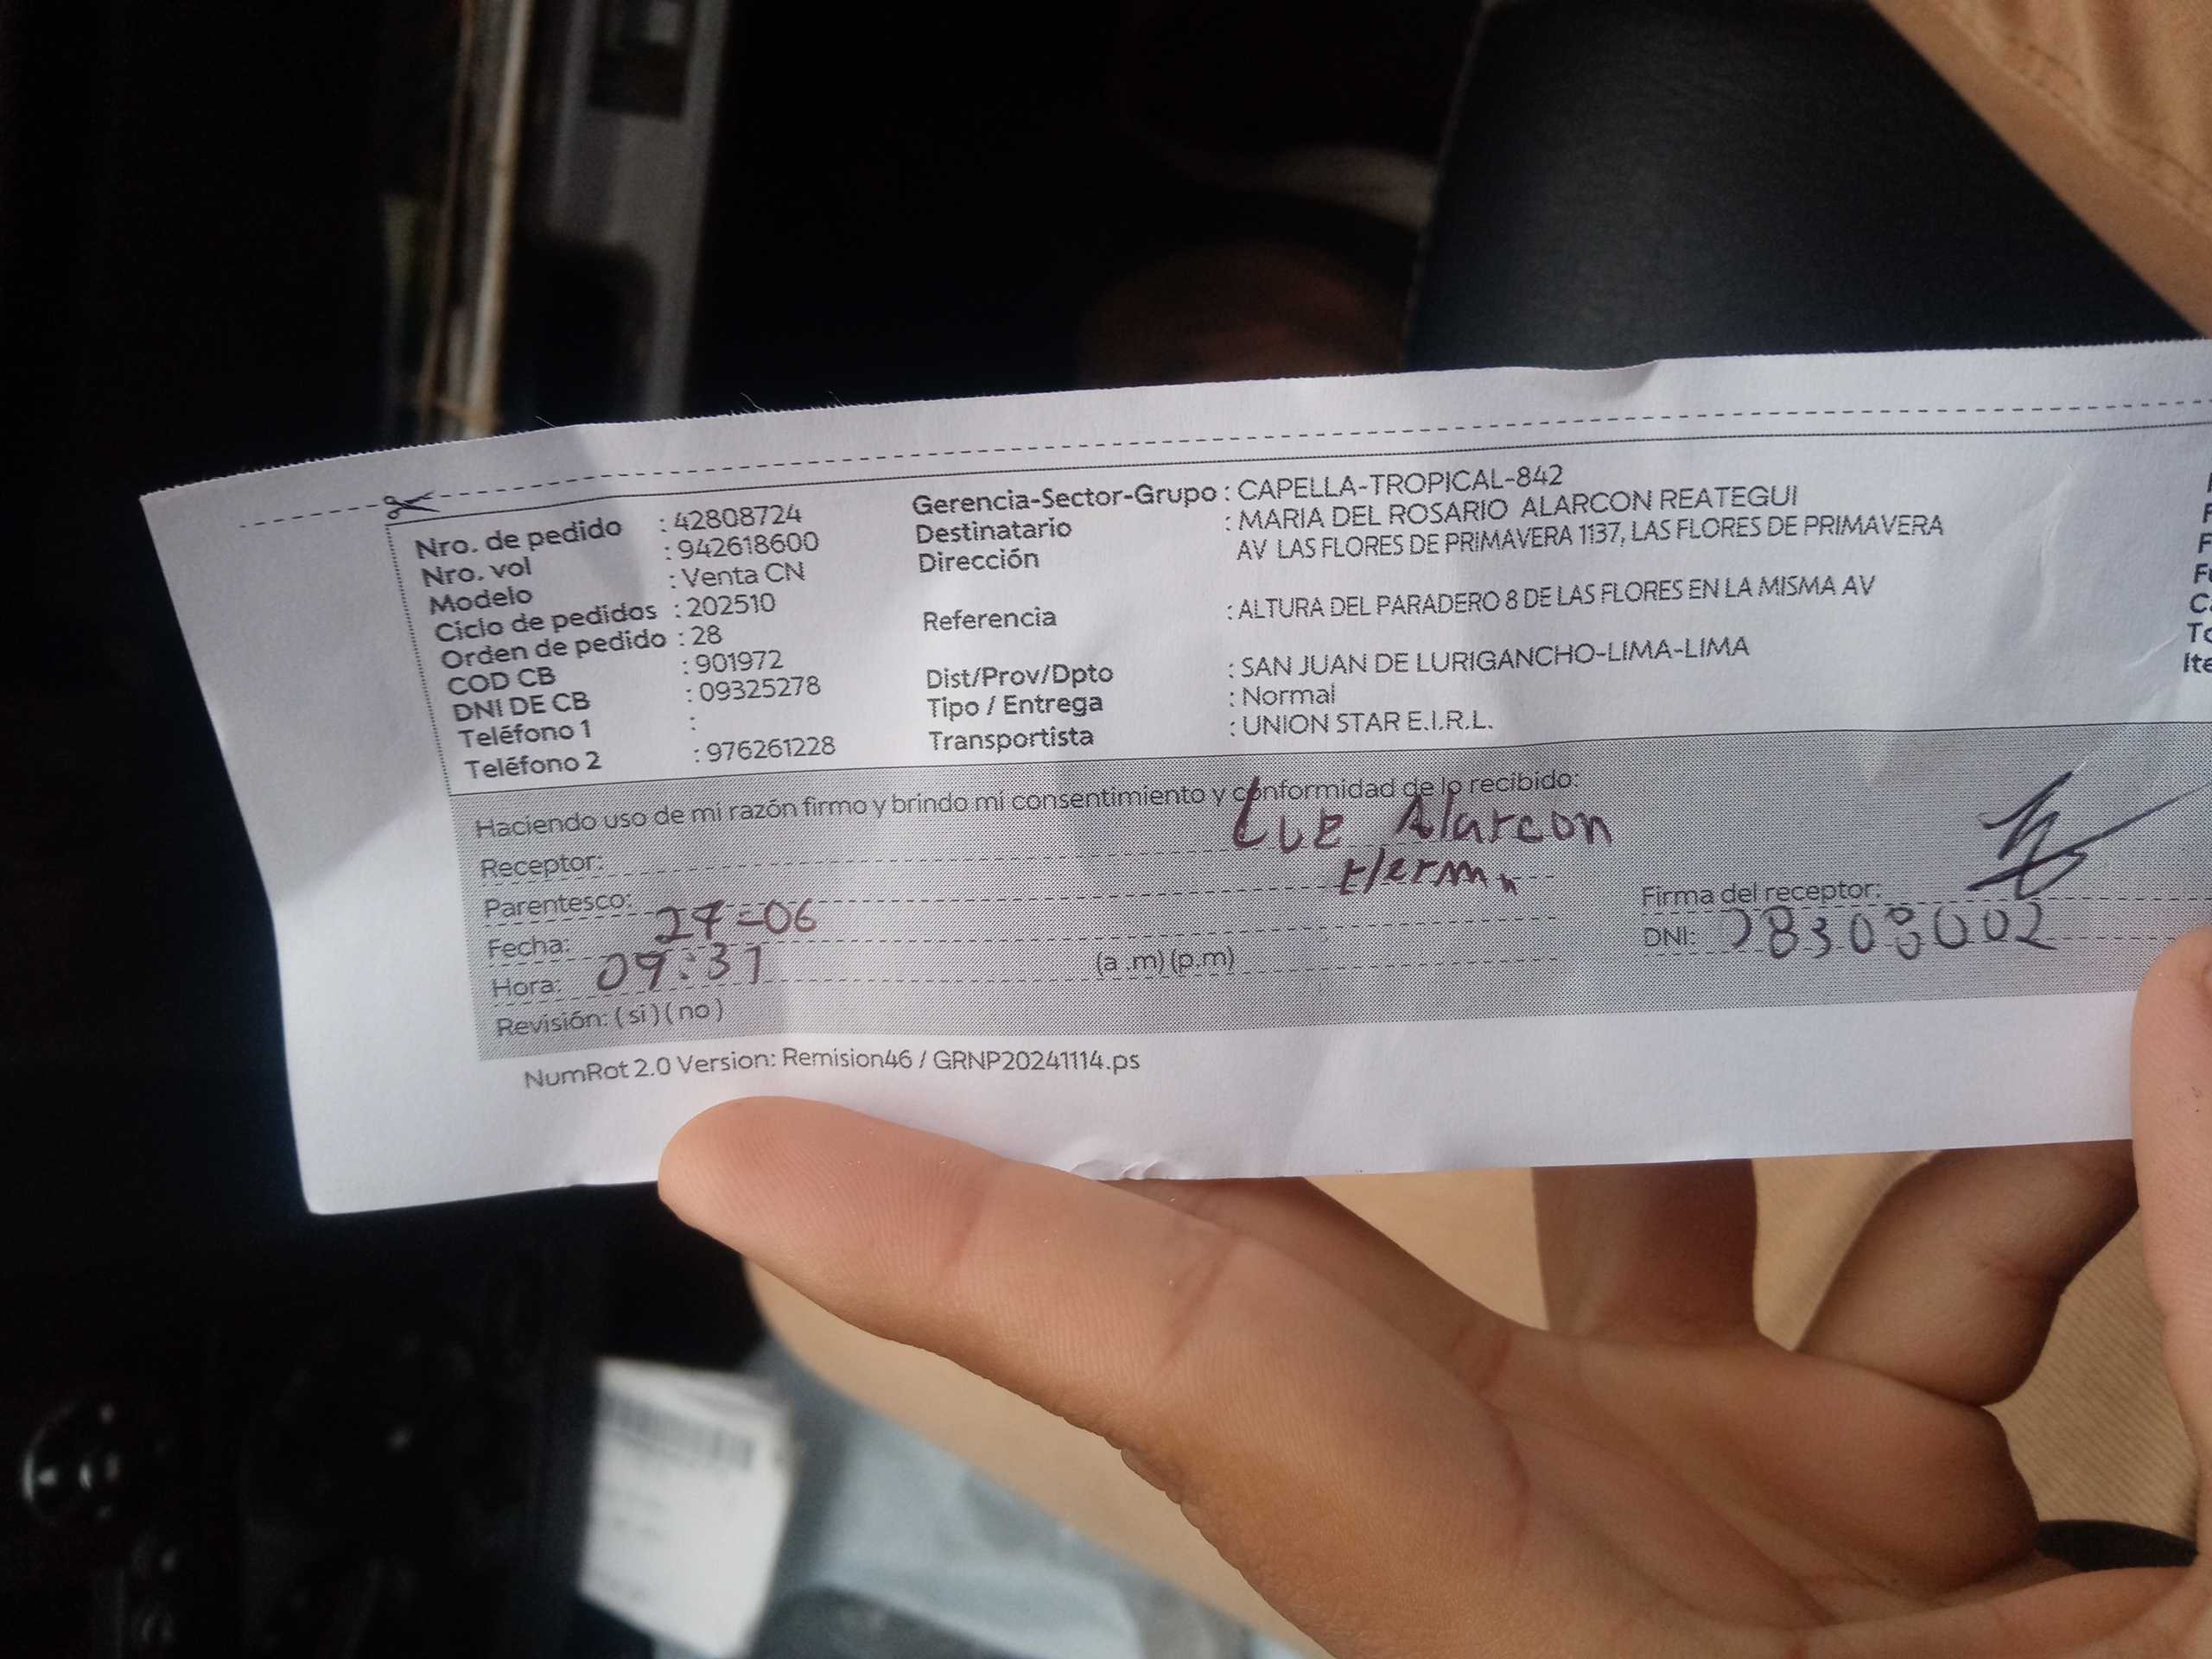 Nro. de pedido : 42808724
Nro. vol : 942618600
Modelo : Venta CN
Ciclo de pedidos : 202510
Orden de pedido : 28
COD CB : 901972
DNI DE CB : 09325278
Teléfono 1 :
Teléfono 2 : 976261228
Gerencia-Sector-Grupo : CAPELLA-TROPICAL-842
Destinatario : MARIA DEL ROSARIO ALARCON REATEGUI
Dirección AV LAS FLORES DE PRIMAVERA 1137, LAS FLORES DE PRIMAVERA
Referencia : ALTURA DEL PARADERO 8 DE LAS FLORES EN LA MISMA AV
Dist/Prov/Dpto : SAN JUAN DE LURIGANCHO-LIMA-LIMA
Tipo / Entrega : Normal
Transportista : UNION STAR E.I.R.L.
Haciendo uso de mi razón firmo y brindo mi consentimiento y conformidad de lo recibido:
Receptor: Alarcon
Parentesco:
Fecha: 27-06
Hora: 09:37 (a .m) (p.m)
Revisión: ( si ) ( no )
Firma del receptor:
DNI:
NumRot 2.0 Version: Remision46 / GRNP20241114.ps